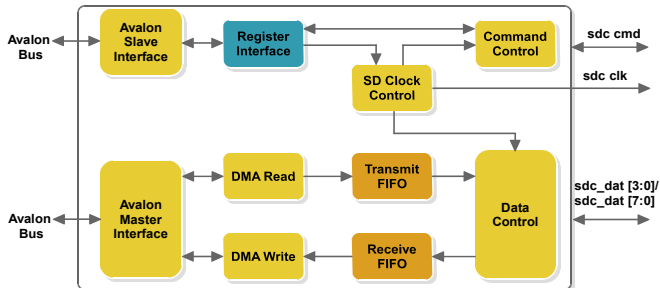 Avalon
Bus
Avalon
Slave
Interface
Register
Interface
Command
Control
sdc cmd
SD Clock
Control
sdc clk
Avalon
Bus
Avalon
Master
Interface
DMA Read
Transmit
FIFO
Data
Control
sdc_dat [3:0]/
sdc_dat [7:0]
DMA Write
Receive
FIFO